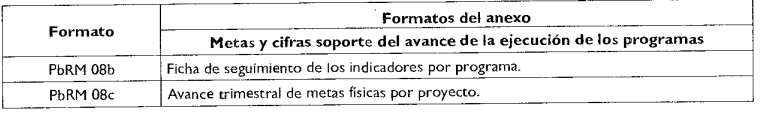 Formato
Formatos del anexo
Metas y cifras soporte del avance de la ejecución de los programas
PbRM 08b
Ficha de seguimiento de los indicadores por programa.
PbRM 08c
Avance trimestral de metas físicas por proyecto.